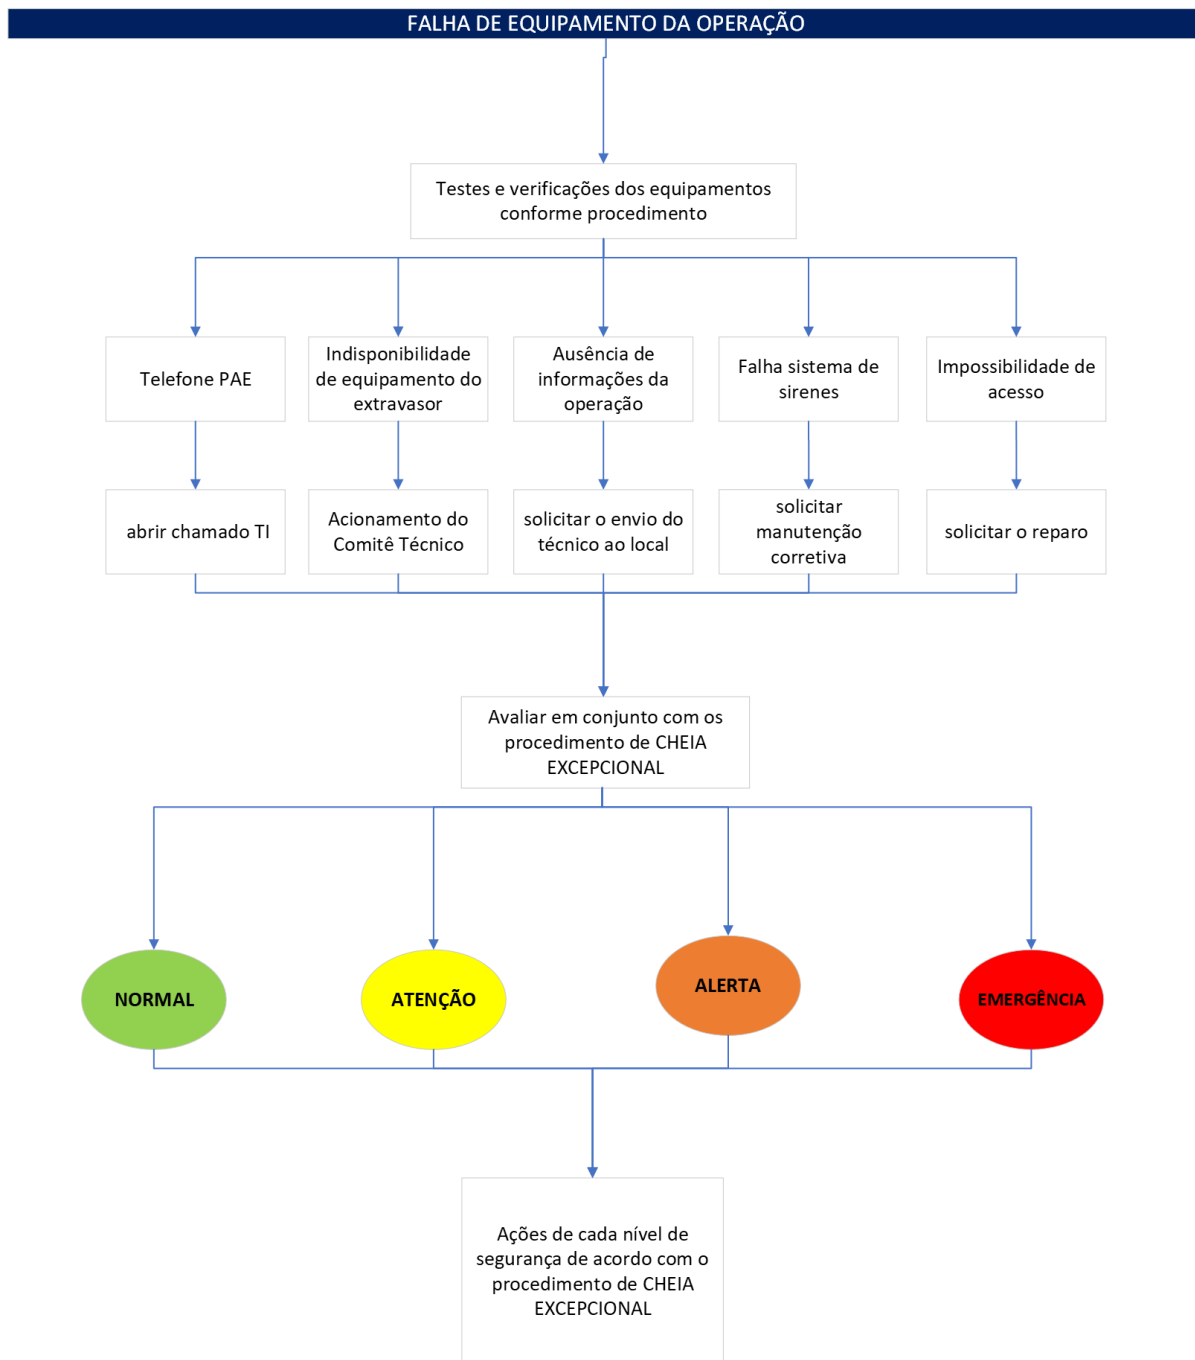 FALHA DE EQUIPAMENTO DA OPERAÇÃO
Testes e verificações dos equipamentos
conforme procedimento
Telefone PAE
Indisponibilidade
de equipamento do
extravasor
Ausência de
informações da
operação
Falha sistema de
sirenes
Impossibilidade de
acesso
abrir chamado TI
Acionamento do
Comitê Técnico
solicitar o envio do
técnico ao local
solicitar
manutenção
corretiva
solicitar o reparo
Avaliar em conjunto com os
procedimento de CHEIA
EXCEPCIONAL
NORMAL
ATENÇÃO
ALERTA
EMERGÊNCIA
Ações de cada nível de
segurança de acordo com o
procedimento de CHEIA
EXCEPCIONAL